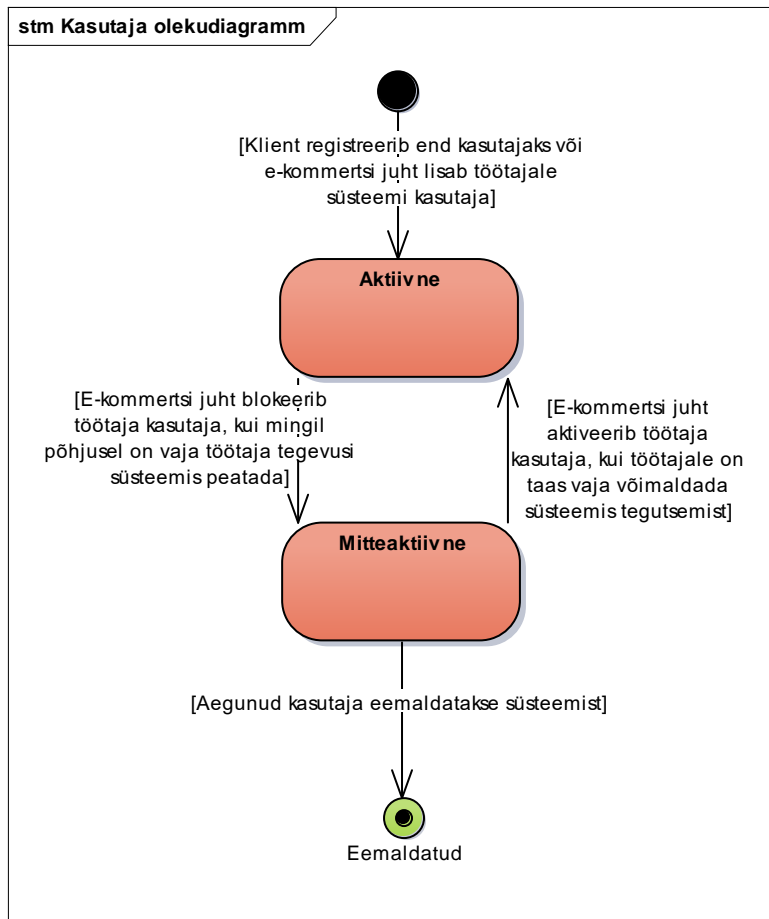 stm Kasutaja olekudiagramm
[Klient registreerib end kasutajaks või
e-kommertsi juht lisab töötajale
süsteemi kasutaja]
Aktiivne
[E-kommertsi juht blokeerib
töötaja kasutaja, kui mingil
põhjusel on vaja töötaja tegevusi
süsteemis peatada]
[E-kommertsi juht
aktiveerib töötaja
kasutaja, kui töötajale on
taas vaja võimaldada
süsteemis tegutsemist]
Mitteaktiivne
[Aegunud kasutaja eemaldatakse süsteemist]
Eemaldatud